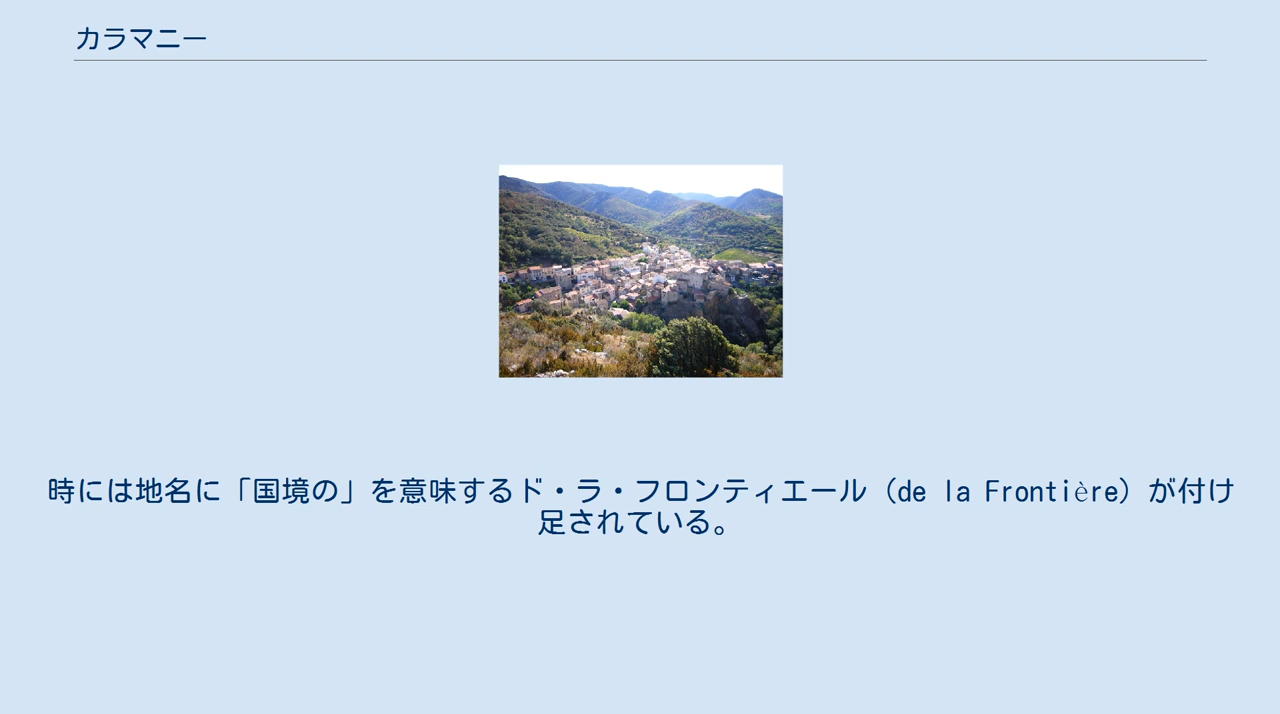 カラマニー
時には地名に「国境の」を意味するド・ラ・フロンティエール（de la Frontière）が付け
足されている。